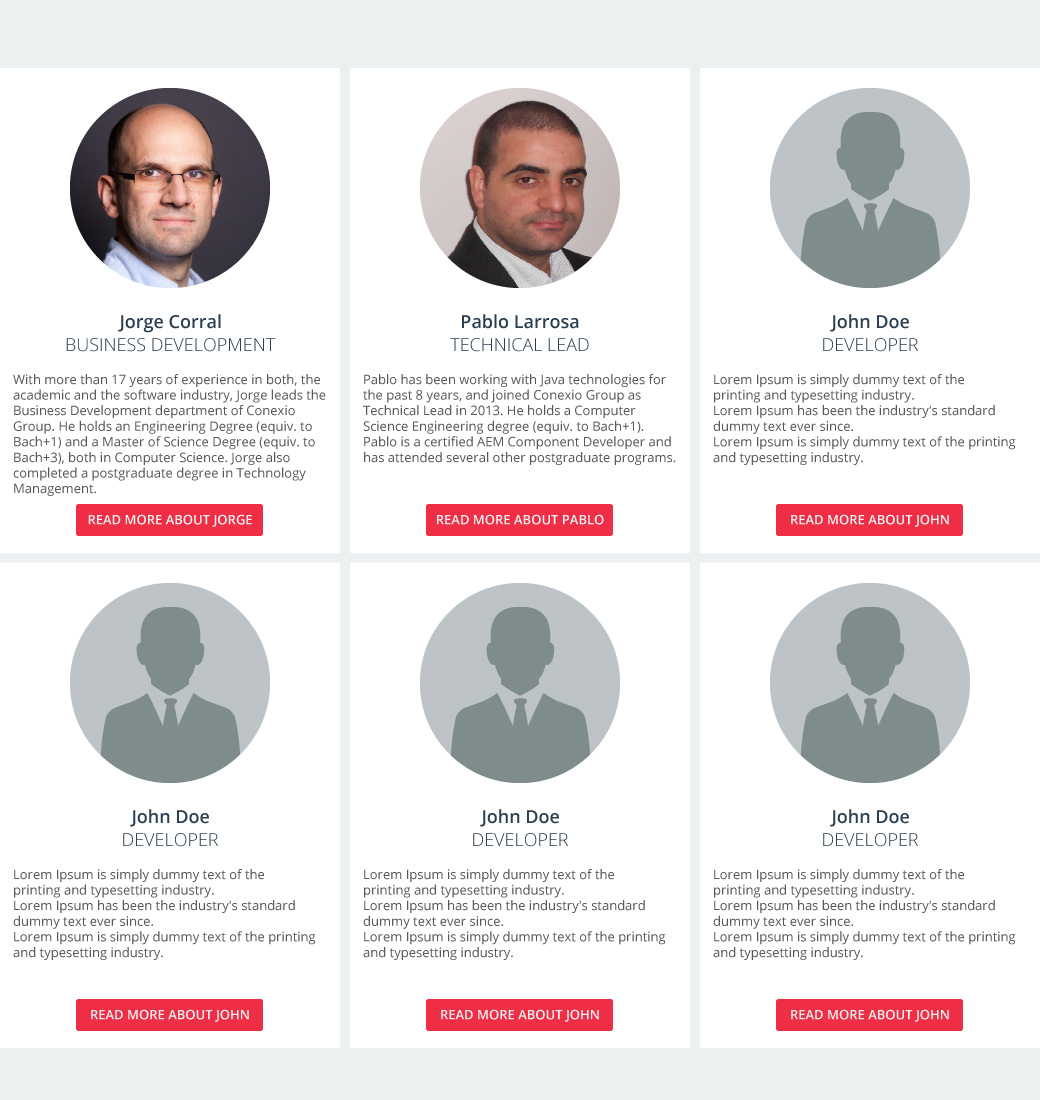 Jorge Corral
BUSINESS DEVELOPMENT
With more than 17 years of experience in both, the
academic and the software industry, Jorge leads the
Business Development department of Conexio
Group. He holds an Engineering Degree (equiv. to
Bach+1) and a Master of Science Degree (equiv. to
Bach+3), both in Computer Science. Jorge also
completed a postgraduate degree in Technology
Management.
READ MORE ABOUT JORGE
Pablo Larrosa
TECHNICAL LEAD
Pablo has been working with Java technologies for
the past 8 years, and joined Conexio Group as
Technical Lead in 2013. He holds a Computer
Science Engineering degree (equiv. to Bach+1).
Pablo is a certified AEM Component Developer and
has attended several other postgraduate programs.
READ MORE ABOUT PABLO
John Doe
DEVELOPER
Lorem Ipsum is simply dummy text of the
printing and typesetting industry.
Lorem Ipsum has been the industry's standard
dummy text ever since.
Lorem Ipsum is simply dummy text of the printing
and typesetting industry.
READ MORE ABOUT JOHN
John Doe
DEVELOPER
Lorem Ipsum is simply dummy text of the
printing and typesetting industry.
Lorem Ipsum has been the industry's standard
dummy text ever since.
Lorem Ipsum is simply dummy text of the printing
and typesetting industry.
READ MORE ABOUT JOHN
John Doe
DEVELOPER
Lorem Ipsum is simply dummy text of the
printing and typesetting industry.
Lorem Ipsum has been the industry's standard
dummy text ever since.
Lorem Ipsum is simply dummy text of the printing
and typesetting industry.
READ MORE ABOUT JOHN
John Doe
DEVELOPER
Lorem Ipsum is simply dummy text of the
printing and typesetting industry.
Lorem Ipsum has been the industry's standard
dummy text ever since.
Lorem Ipsum is simply dummy text of the printing
and typesetting industry.
READ MORE ABOUT JOHN